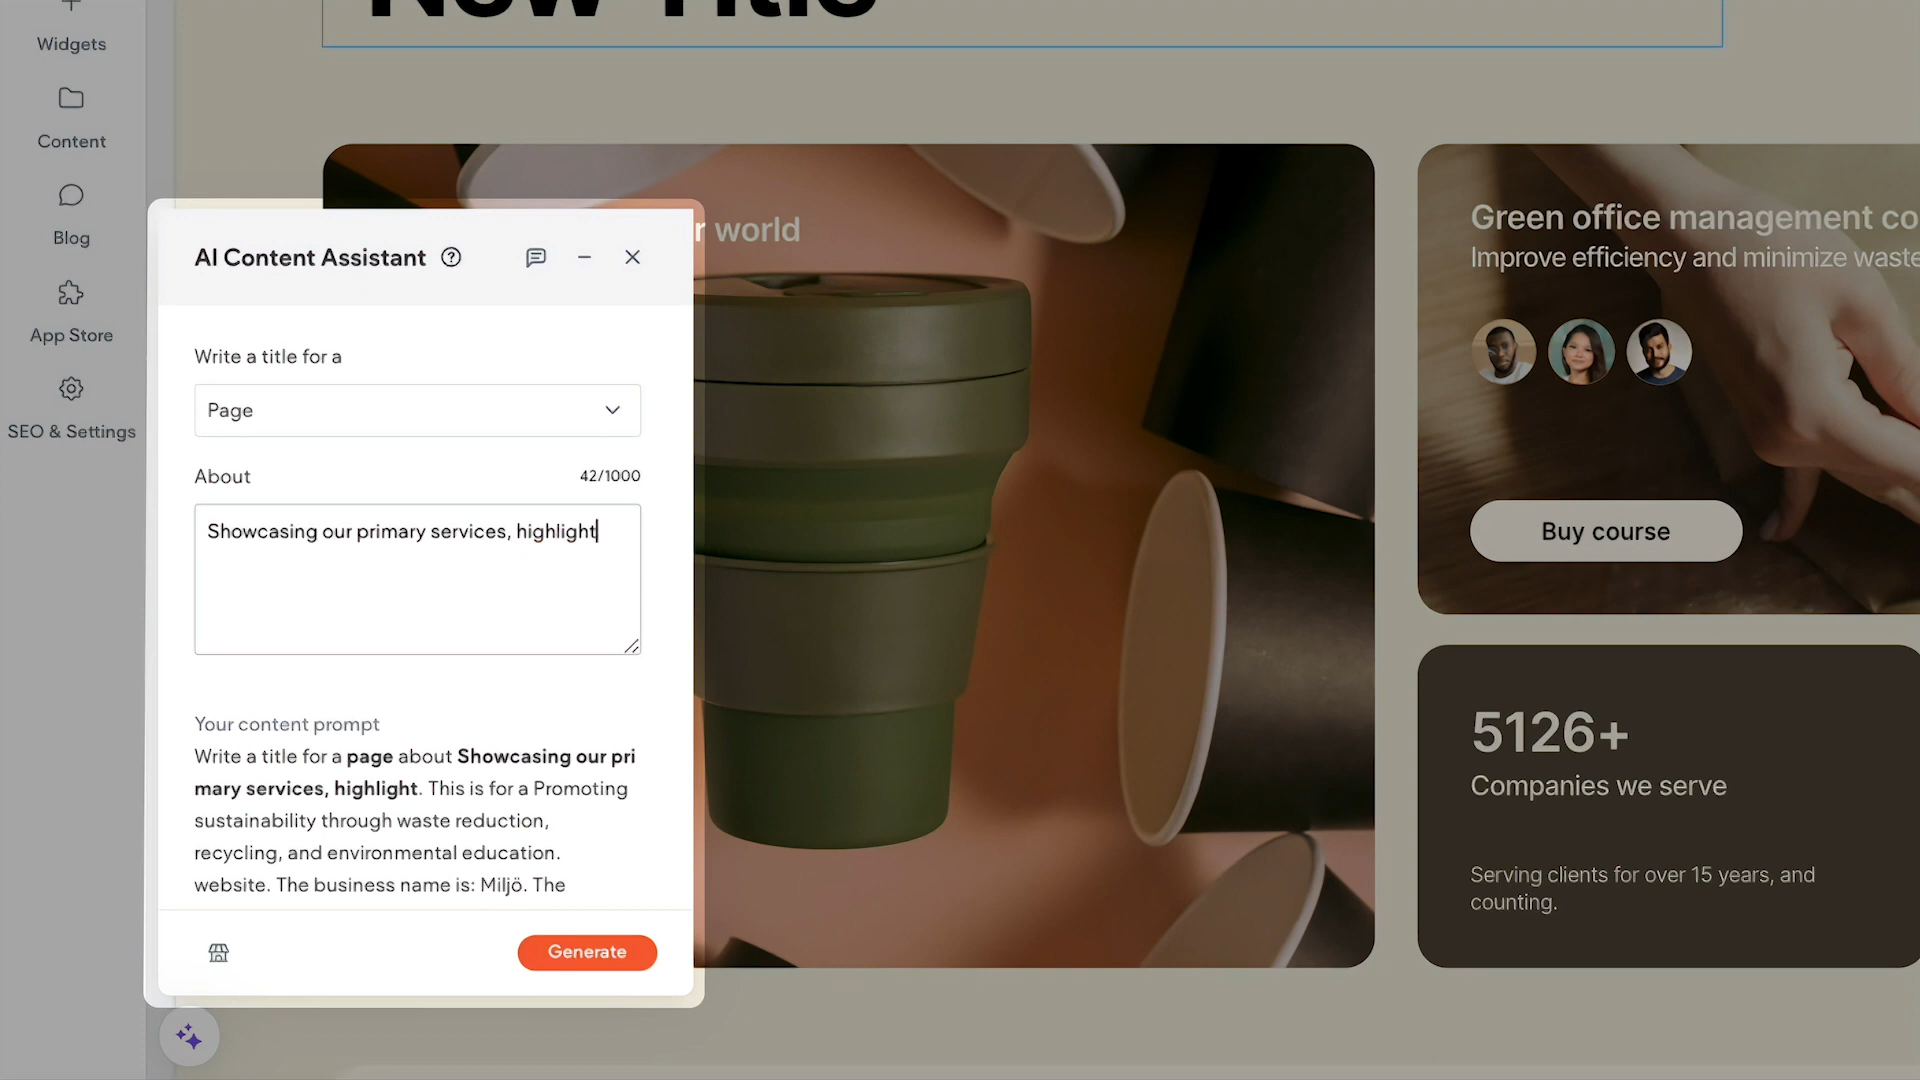 New Title
Widgets
Content
Blog
App Store
SEO & Settings
AI Content Assistant
Write a title for a
Page
About 42/1000
Showcasing our primary services, highlight
Your content prompt
Write a title for a page about Showcasing our pri
mary services, highlight. This is for a Promoting
sustainability through waste reduction,
recycling, and environmental education.
website. The business name is: Miljö. The
Generate
world
Green office management co
Improve efficiency and minimize waste
Buy course
5126+
Companies we serve
Serving clients for over 15 years, and
counting.